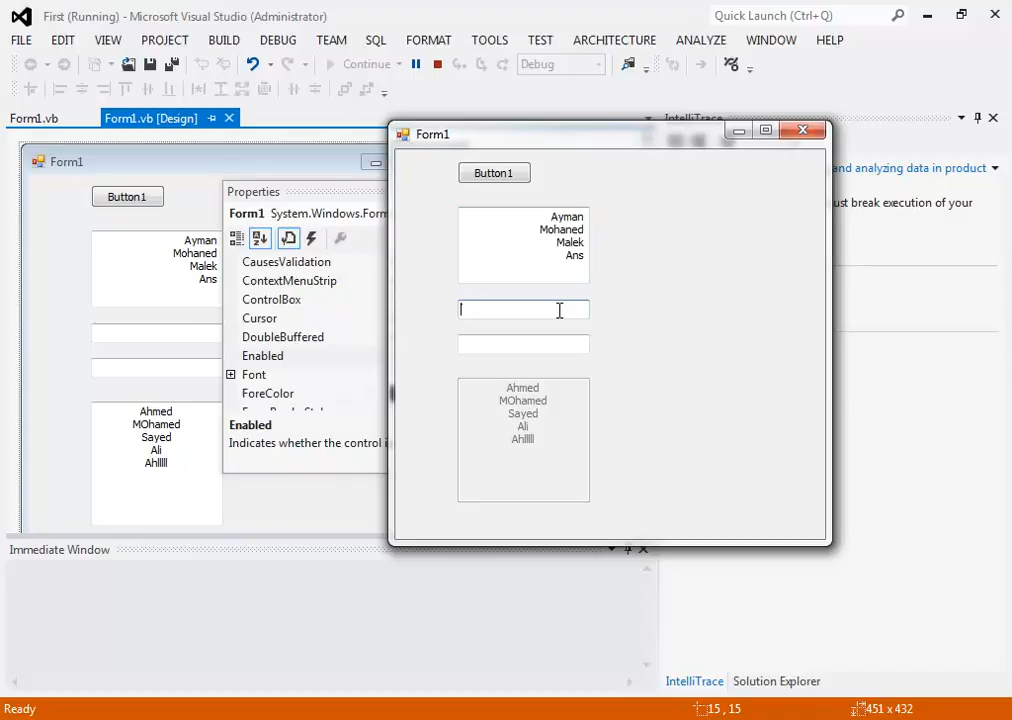 First (Running) - Microsoft Visual Studio (Administrator)
Quick Launch (Ctrl+Q)
FILE EDIT VIEW PROJECT BUILD DEBUG TEAM SQL FORMAT TOOLS TEST ARCHITECTURE ANALYZE WINDOW HELP
Continue Debug
Form1.vb Form1.vb [Design]
Form1
Button1
Ayman
Mohaned
Malek
Ans
Ahmed
MOhamed
Sayed
Ali
Ahlllll
Properties
Form1 System.Windows.Form
CausesValidation
ContextMenuStrip
ControlBox
Cursor
DoubleBuffered
Enabled
Font
ForeColor
Enabled
Indicates whether the control i
Form1
Button1
Ayman
Mohaned
Malek
Ans
Ahmed
MOhamed
Sayed
Ali
Ahlllll
IntelliTrace
and analyzing data in product
ust break execution of your
Immediate Window
IntelliTrace Solution Explorer
Ready 15 , 15 451 x 432